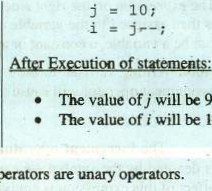 j = 10;
i = j--;
After Execution of statements:
• The value of j will be 9
• The value of i will be 1
perators are unary operators.